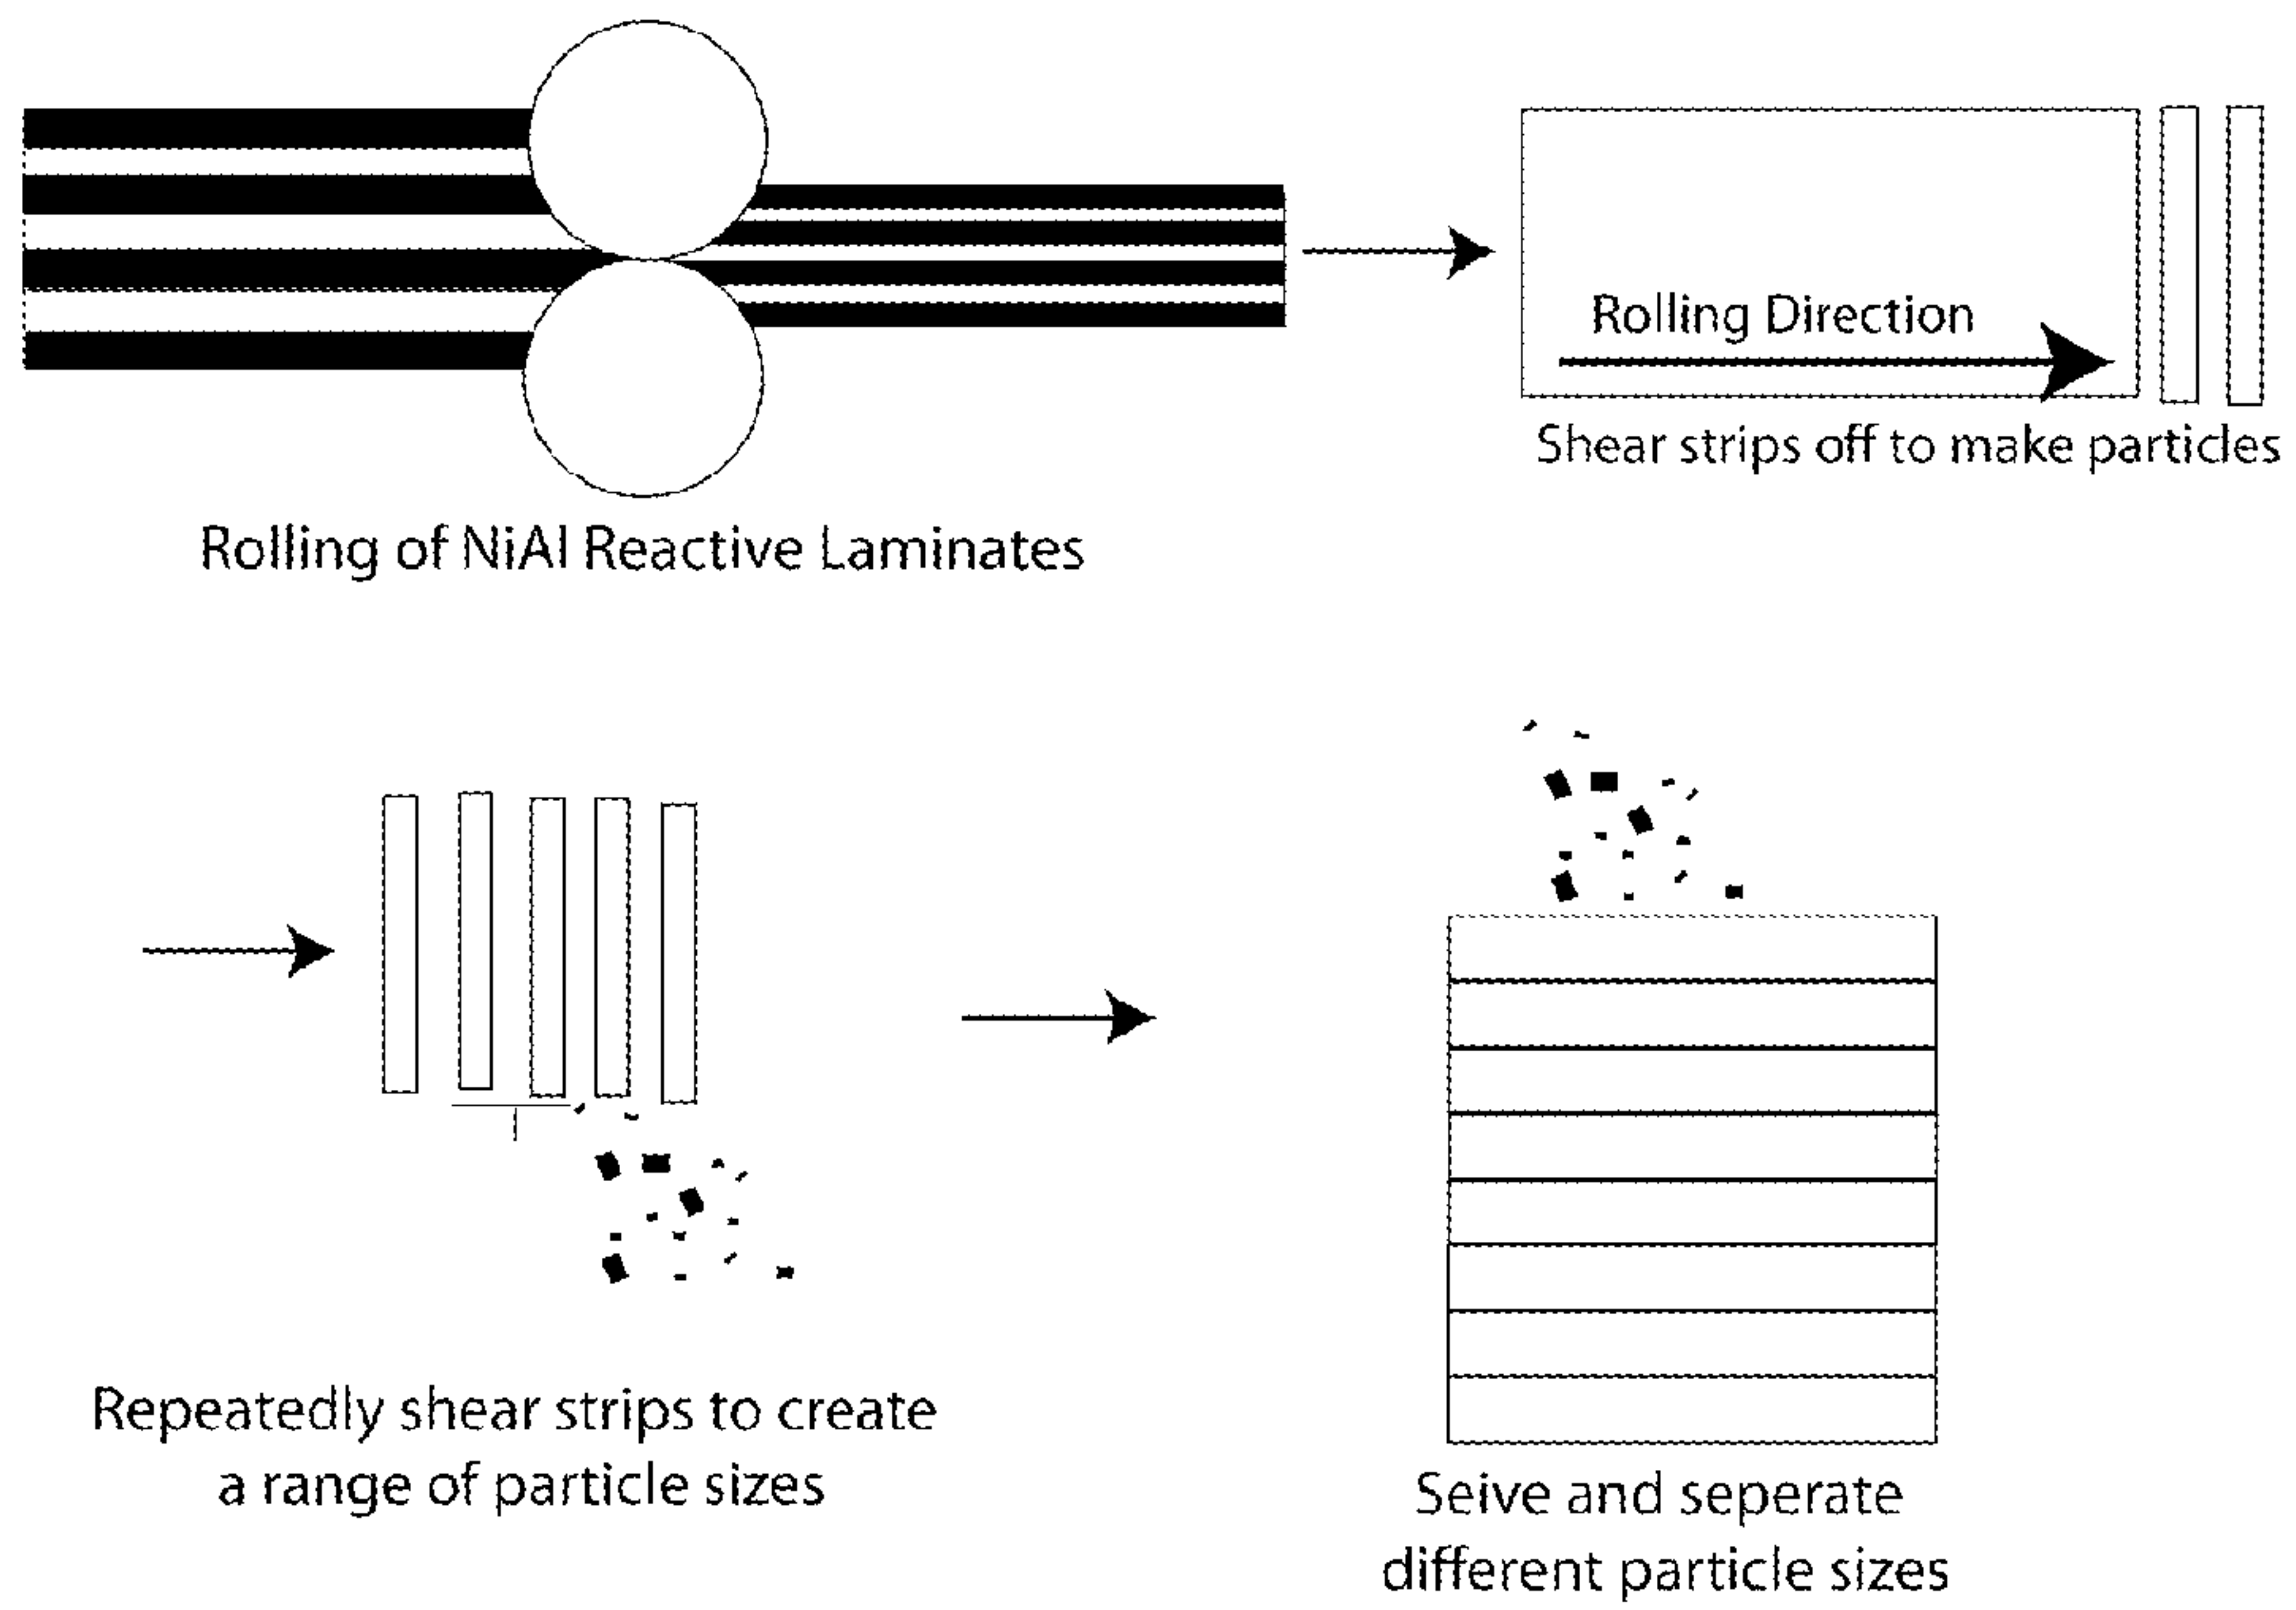 Rolling Direction
Shear strips off to make particles
Rolling of NiAl Reactive Laminates
Repeatedly shear strips to create
a range of particle sizes
Seive and seperate
different particle sizes